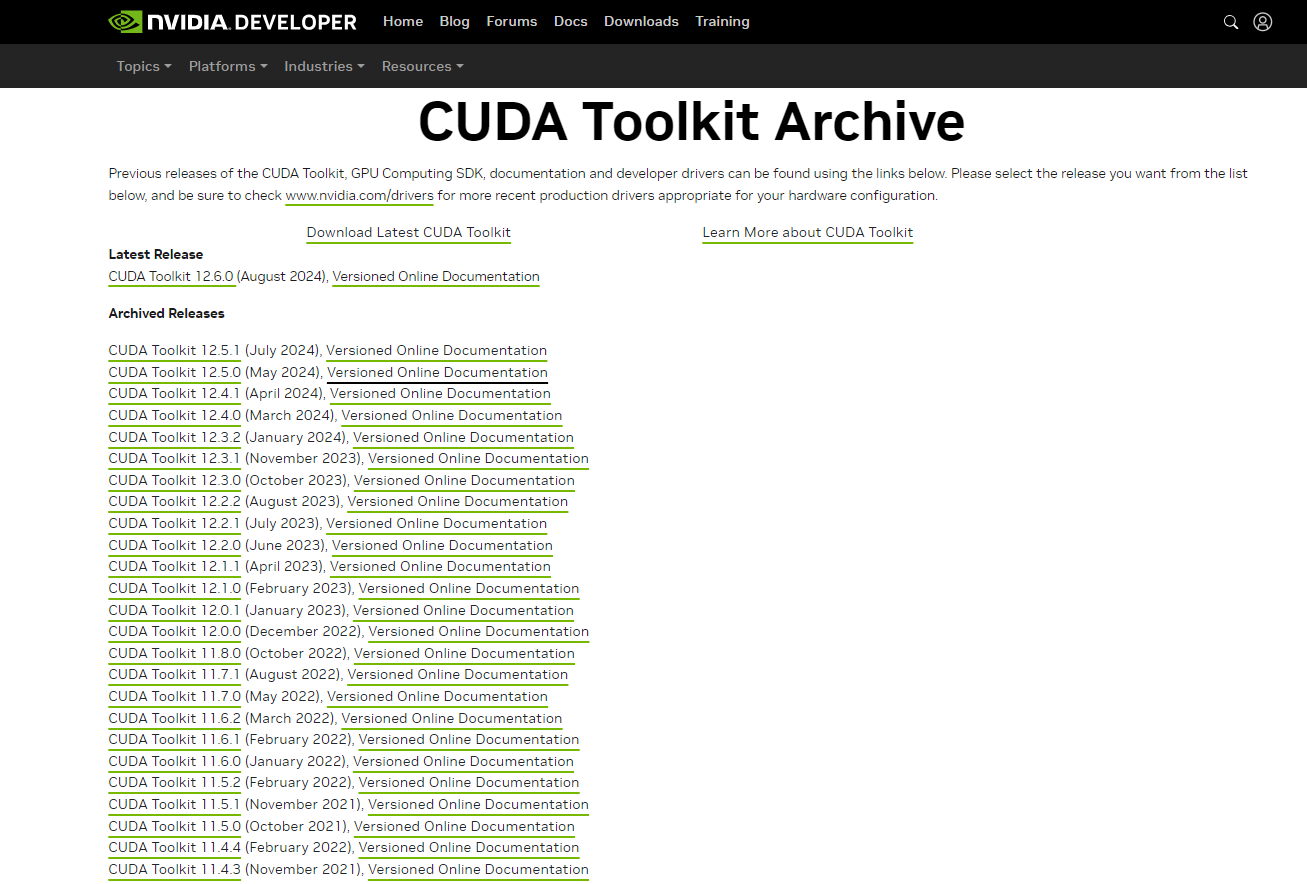 NVIDIA. DEVELOPER Home Blog Forums Docs Downloads Training
Topics Platforms Industries Resources
CUDA Toolkit Archive
Previous releases of the CUDA Toolkit, GPU Computing SDK, documentation and developer drivers can be found using the links below. Please select the release you want from the list
below, and be sure to check www.nvidia.com/drivers for more recent production drivers appropriate for your hardware configuration.
Download Latest CUDA Toolkit Learn More about CUDA Toolkit
Latest Release
CUDA Toolkit 12.6.0 (August 2024), Versioned Online Documentation
Archived Releases
CUDA Toolkit 12.5.1 (July 2024), Versioned Online Documentation
CUDA Toolkit 12.5.0 (May 2024), Versioned Online Documentation
CUDA Toolkit 12.4.1 (April 2024), Versioned Online Documentation
CUDA Toolkit 12.4.0 (March 2024), Versioned Online Documentation
CUDA Toolkit 12.3.2 (January 2024), Versioned Online Documentation
CUDA Toolkit 12.3.1 (November 2023), Versioned Online Documentation
CUDA Toolkit 12.3.0 (October 2023), Versioned Online Documentation
CUDA Toolkit 12.2.2 (August 2023), Versioned Online Documentation
CUDA Toolkit 12.2.1 (July 2023), Versioned Online Documentation
CUDA Toolkit 12.2.0 (June 2023), Versioned Online Documentation
CUDA Toolkit 12.1.1 (April 2023), Versioned Online Documentation
CUDA Toolkit 12.1.0 (February 2023), Versioned Online Documentation
CUDA Toolkit 12.0.1 (January 2023), Versioned Online Documentation
CUDA Toolkit 12.0.0 (December 2022), Versioned Online Documentation
CUDA Toolkit 11.8.0 (October 2022), Versioned Online Documentation
CUDA Toolkit 11.7.1 (August 2022), Versioned Online Documentation
CUDA Toolkit 11.7.0 (May 2022), Versioned Online Documentation
CUDA Toolkit 11.6.2 (March 2022), Versioned Online Documentation
CUDA Toolkit 11.6.1 (February 2022), Versioned Online Documentation
CUDA Toolkit 11.6.0 (January 2022), Versioned Online Documentation
CUDA Toolkit 11.5.2 (February 2022), Versioned Online Documentation
CUDA Toolkit 11.5.1 (November 2021), Versioned Online Documentation
CUDA Toolkit 11.5.0 (October 2021), Versioned Online Documentation
CUDA Toolkit 11.4.4 (February 2022), Versioned Online Documentation
CUDA Toolkit 11.4.3 (November 2021), Versioned Online Documentation